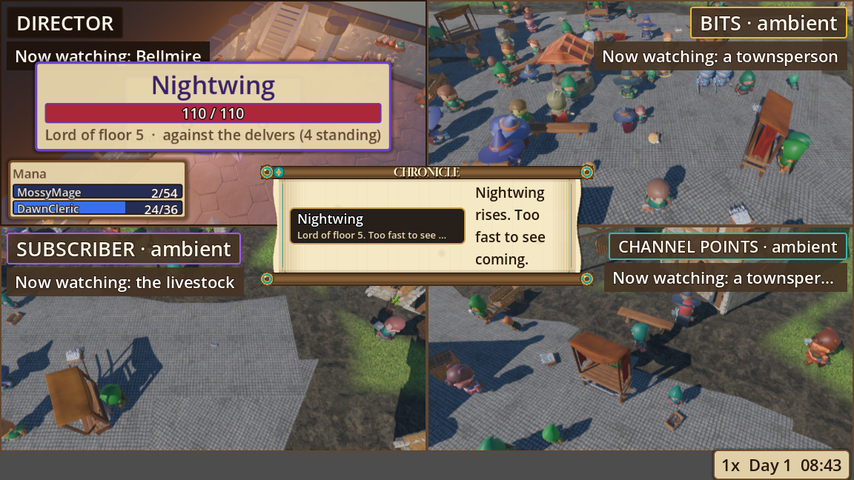 DIRECTOR
Now watching: Bellmire
Nightwing
110 / 110
Lord of floor 5 · against the delvers (4 standing)
Mana
MossyMage 2/54
DawnCleric 24/36
BITS · ambient
Now watching: a townsperson
CHRONICLE
Nightwing
Lord of floor 5. Too fast to see ...
Nightwing
rises. Too
fast to see
coming.
SUBSCRIBER · ambient
Now watching: the livestock
CHANNEL POINTS · ambient
Now watching: a townsper...
1x Day 1 08:43